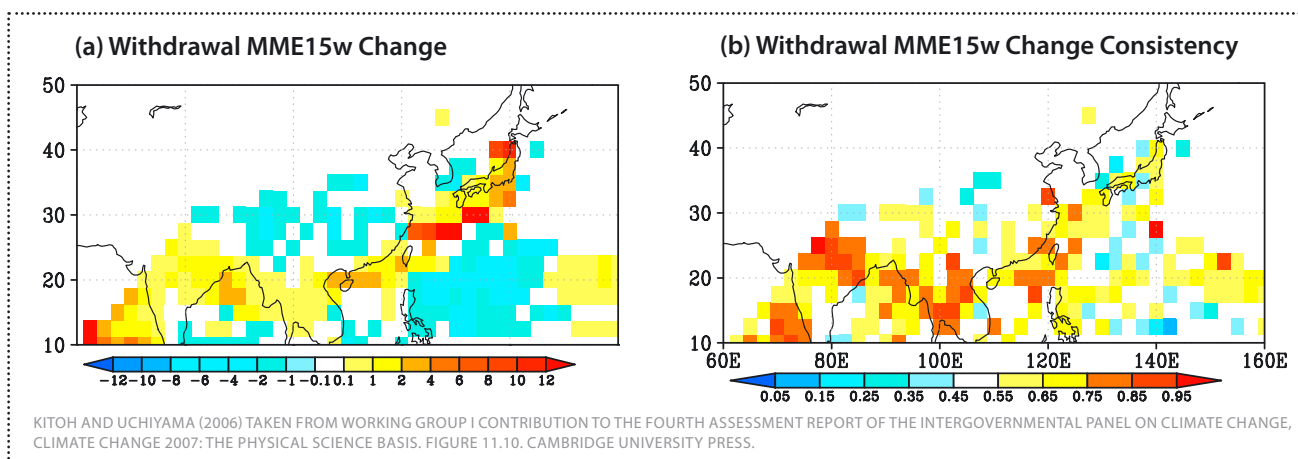 (a) Withdrawal MME15w Change
(b) Withdrawal MME15w Change Consistency
50
40
30
20
10
-12 -10 -8 -6 -4 -2 -1 -0.10 0.1 1 2 4 6 8 10 12
50
40
30
20
10
60E 80E 100E 120E 140E 160E
0.05 0.15 0.25 0.35 0.45 0.55 0.65 0.75 0.85 0.95
KITOH AND UCHIYAMA (2006) TAKEN FROM WORKING GROUP I CONTRIBUTION TO THE FOURTH ASSESSMENT REPORT OF THE INTERGOVERNMENTAL PANEL ON CLIMATE CHANGE,
CLIMATE CHANGE 2007: THE PHYSICAL SCIENCE BASIS. FIGURE 11.10. CAMBRIDGE UNIVERSITY PRESS.